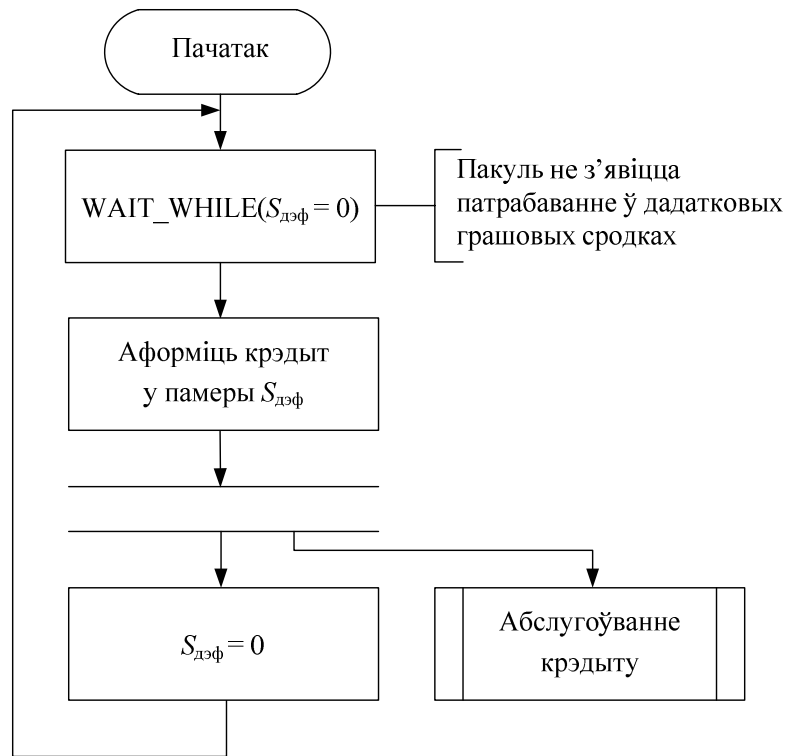 Пачатак
WAIT_WHILE(Sдэф = 0)
Пакуль не з’явіцца
патрабаванне ў дадатковых
грашовых сродках
Аформіць крэдыт
у памеры Sдэф
Sдэф = 0
Абслугоўванне
крэдыту